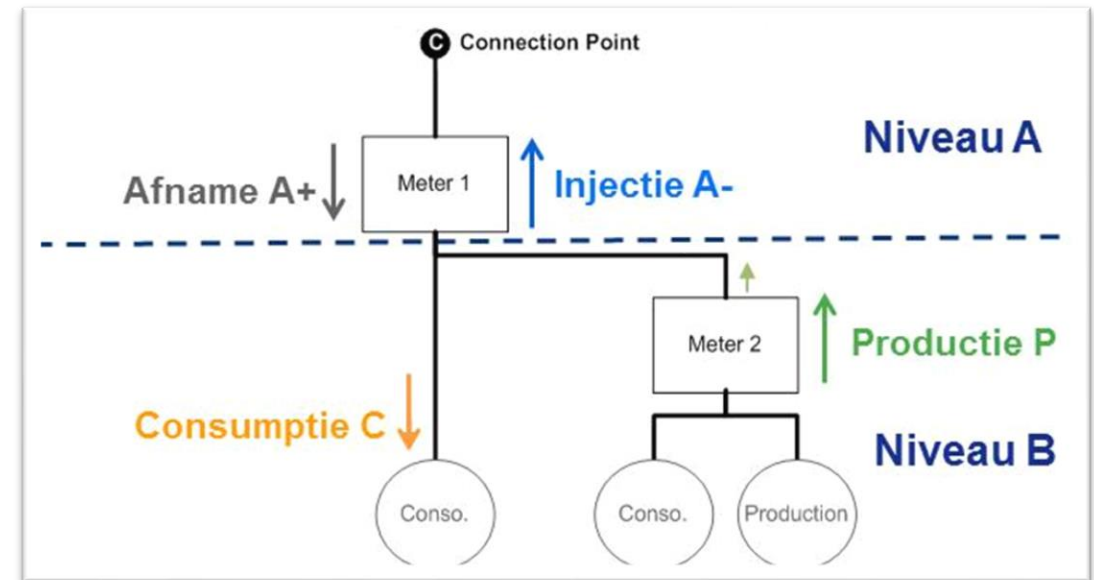 C Connection Point
Niveau A
Afname A+
Meter 1
Injectie A-
Meter 2
Productie P
Consumptie C
Niveau B
Conso.
Conso.
Production